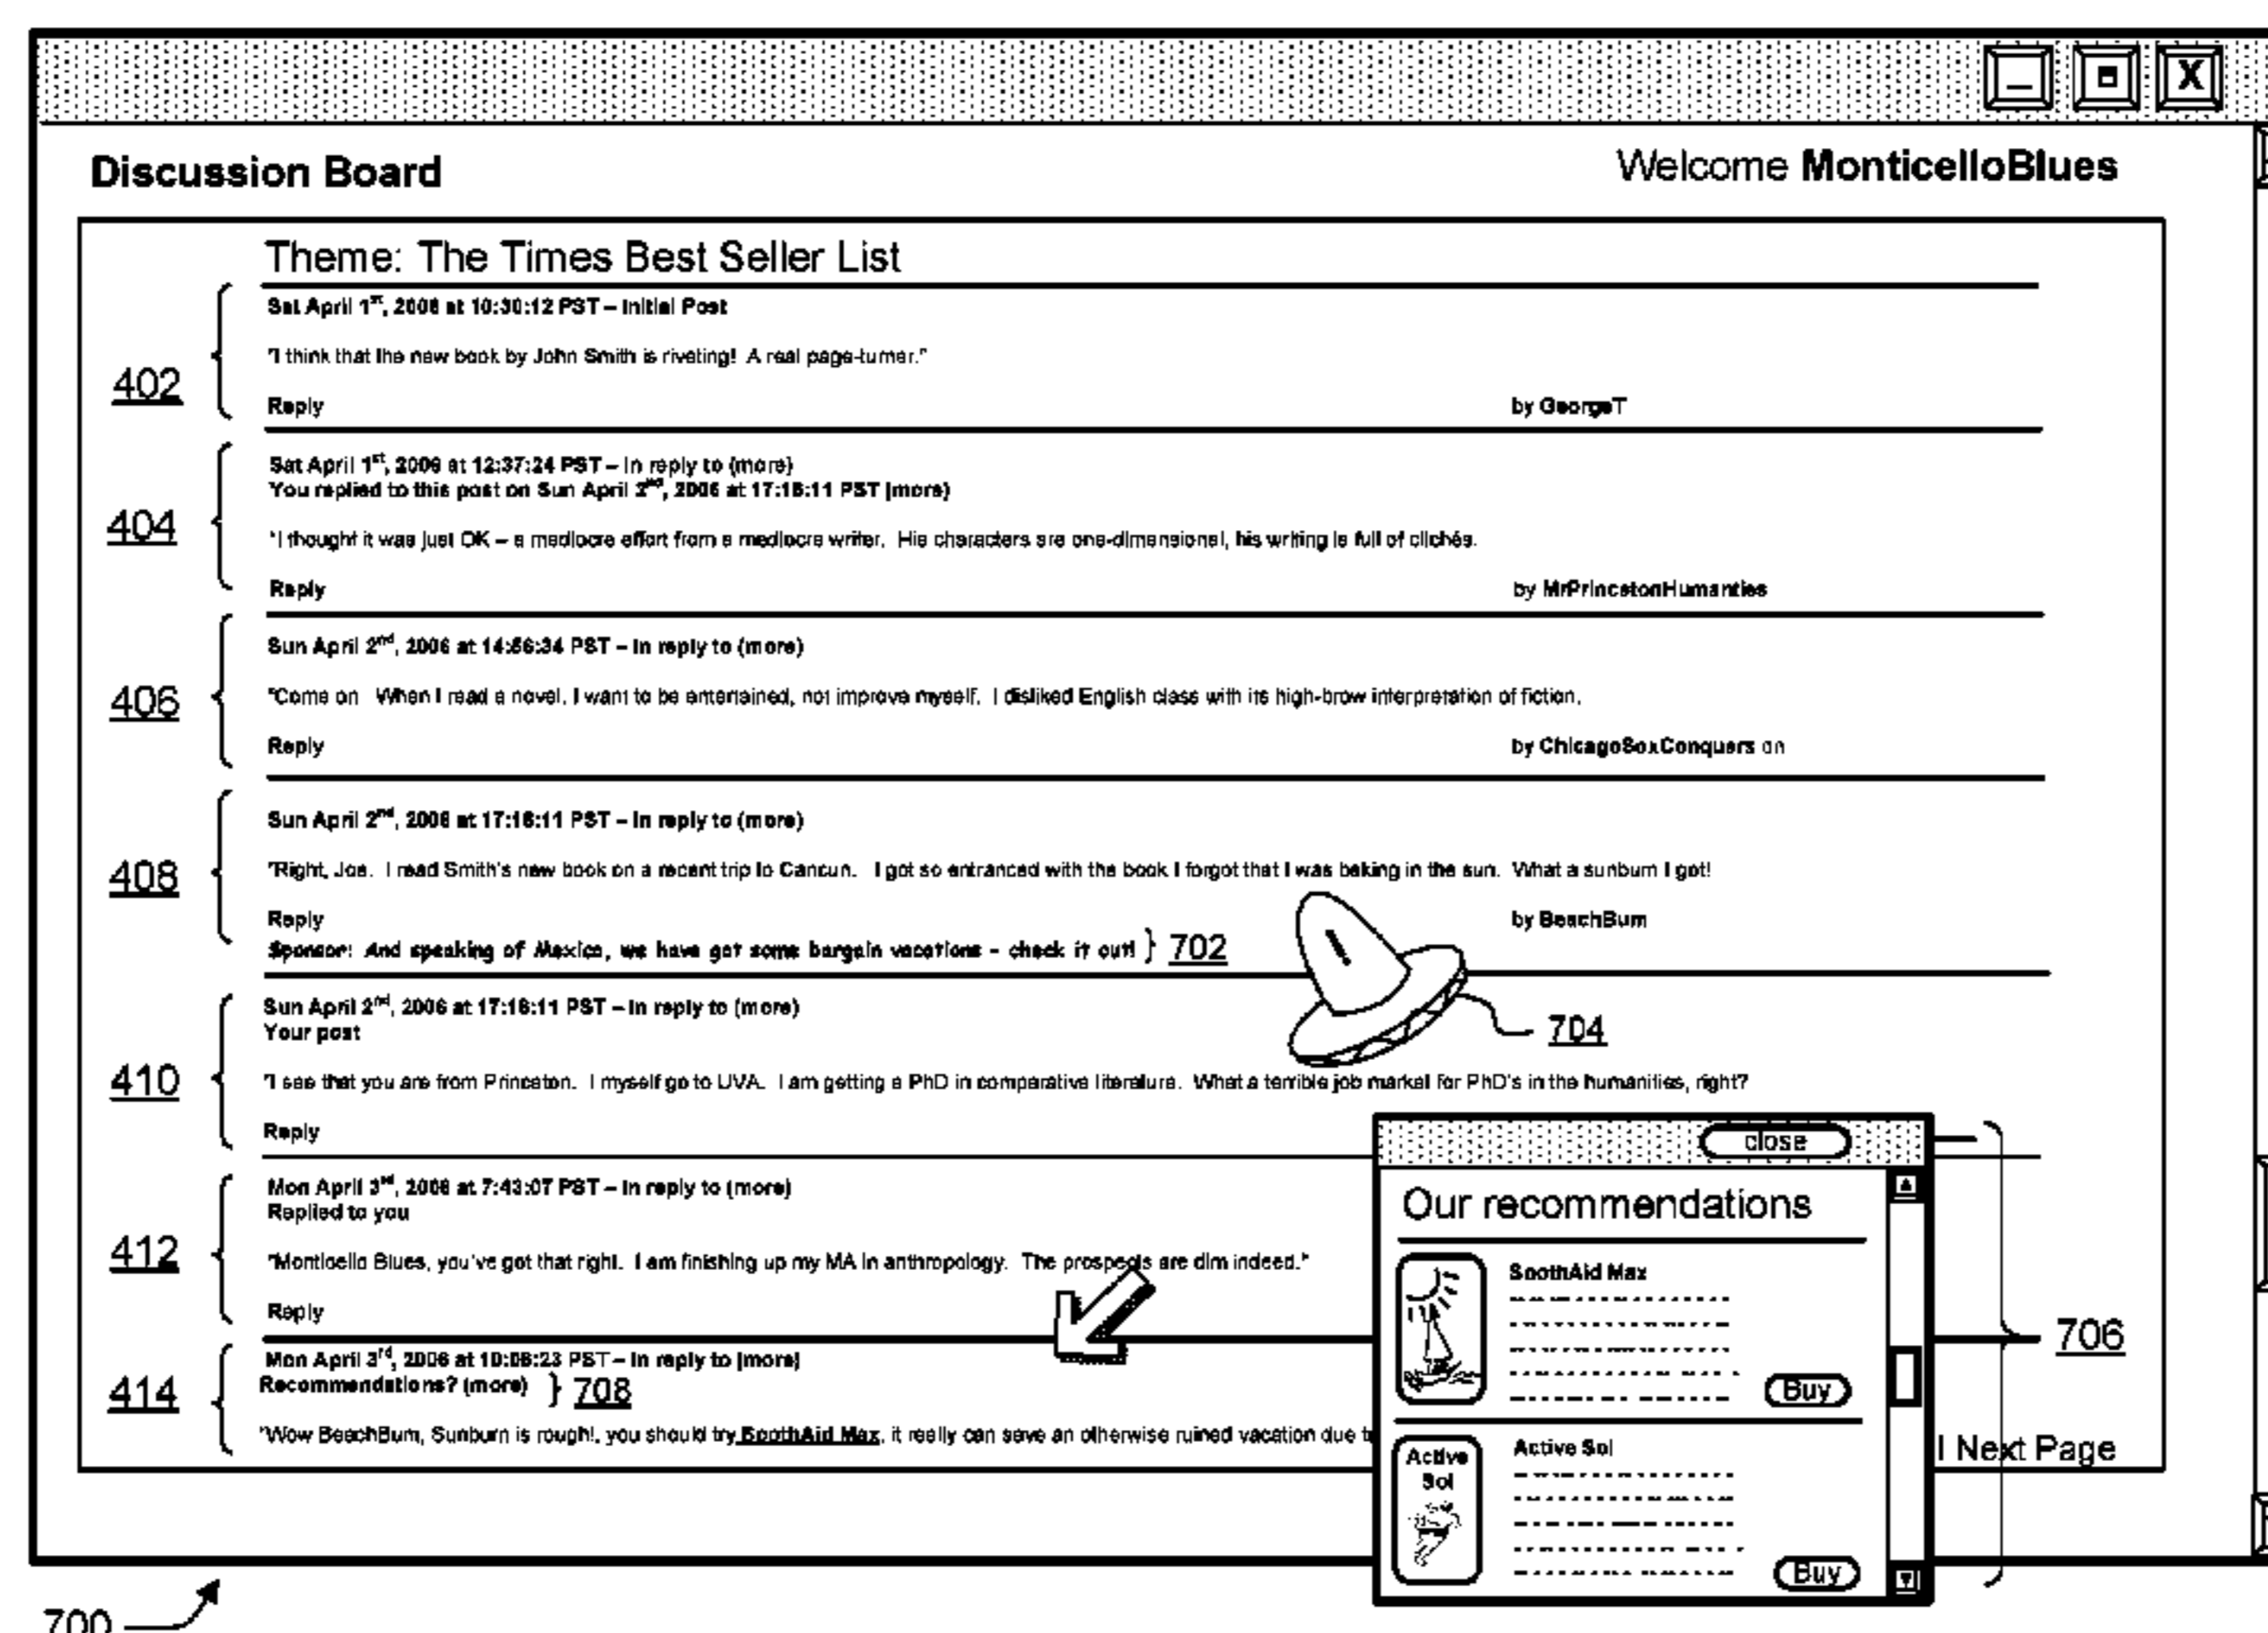 X
Discussion Board
Welcome MonticelloBlues
Theme: The Times Best Seller List
402
Sat April 1st, 2006 at 10:30:12 PST – Initial Post
"I think that the new book by John Smith is riveting! A real page-turner."
Reply
by GeorgeT
404
Sat April 1st, 2006 at 12:37:24 PST – In reply to (more)
You replied to this post on Sun April 2nd, 2006 at 17:18:11 PST (more)
"I thought it was just OK – a mediocre effort from a mediocre writer. His characters are one-dimensional, his writing is full of clichés.
Reply
by MrPrincetonHumanties
406
Sun April 2nd, 2006 at 14:56:34 PST – In reply to (more)
"Come on When I read a novel, I want to be entertained, not improve myself. I disliked English class with its high-brow interpretation of fiction.
Reply
by ChicagoSoxConquers on
408
Sun April 2nd, 2006 at 17:18:11 PST – In reply to (more)
"Right, Joe. I read Smith's new book on a recent trip to Cancun. I got so entranced with the book I forgot that I was baking in the sun. What a sunburn I got!
Reply
by BeachBum
Sponsor: And speaking of Mexico, we have got some bargain vacations - check it out!
702
704
410
Sun April 2nd, 2006 at 17:18:11 PST – In reply to (more)
Your post
"I see that you are from Princeton. I myself go to UVA. I am getting a PhD in comparative literature. What a terrible job market for PhD's in the humanities, right?
Reply
412
Mon April 3rd, 2006 at 7:43:07 PST – In reply to (more)
Replied to you
"Monticello Blues, you've got that right. I am finishing up my MA in anthropology. The prospects are dim indeed."
Reply
414
Mon April 3rd, 2006 at 10:08:23 PST – In reply to (more)
Recommendations? (more)
708
"Wow BeachBum, Sunburn is rough!, you should try SoothAid Max, it really can save an otherwise ruined vacation due
close
Our recommendations
SoothAid Max
Buy
Active Sol
Active Sol
Buy
706
| Next Page
700